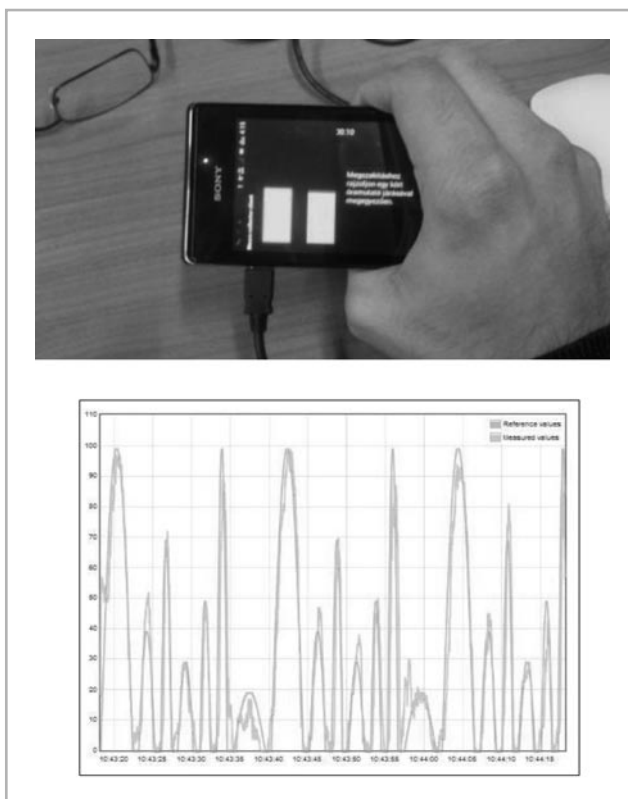 SONY
30:10
Megszakításhoz
rajzoljon egy kört
óramutató járásával
megegyezően.
110
100
90
80
70
60
50
40
30
20
10
0
Reference values
Measured values
10:43:20 10:43:25 10:43:30 10:43:35 10:43:40 10:43:45 10:43:50 10:43:55 10:44:00 10:44:05 10:44:10 10:44:15